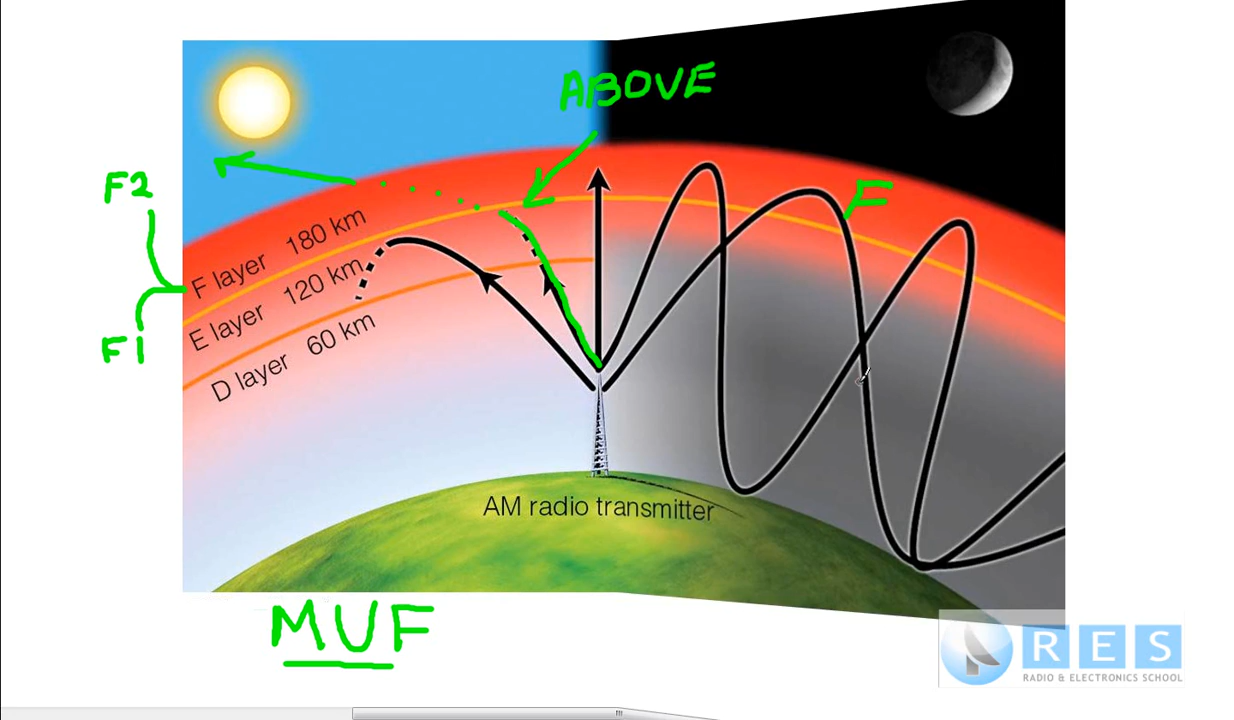 ABOVE
F2
F
F layer 180 km
E layer 120 km
F1
D layer 60 km
AM radio transmitter
MUF
RES
RADIO & ELECTRONICS SCHOOL